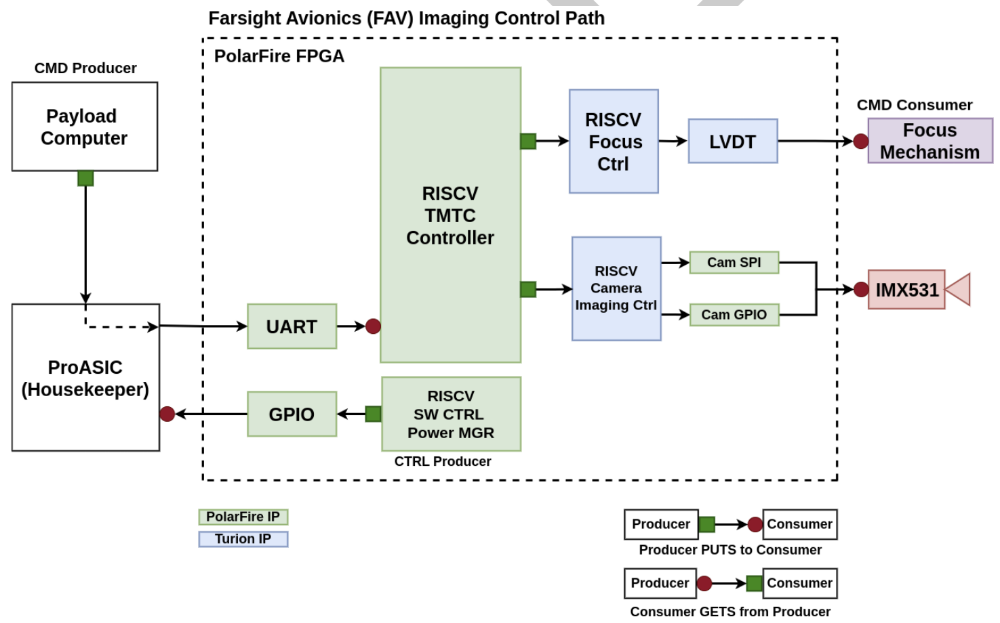 Farsight Avionics (FAV) Imaging Control Path
PolarFire FPGA
CMD Producer
Payload
Computer
ProASIC
(Housekeeper)
UART
GPIO
RISCV
TMTC
Controller
RISCV
SW CTRL
Power MGR
CTRL Producer
RISCV
Focus
Ctrl
LVDT
CMD Consumer
Focus
Mechanism
RISCV
Camera
Imaging Ctrl
Cam SPI
Cam GPIO
IMX531
PolarFire IP
Turion IP
Producer
Consumer
Producer PUTS to Consumer
Producer
Consumer
Consumer GETS from Producer